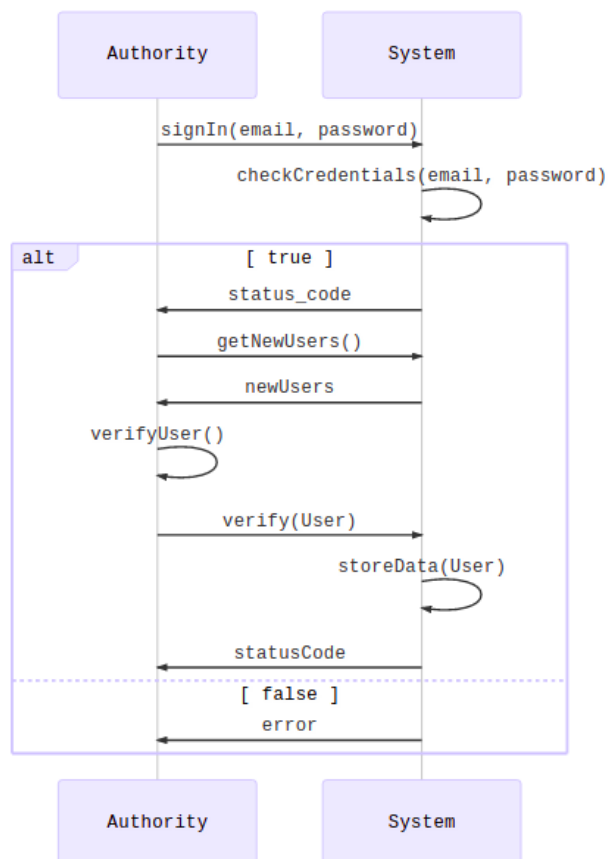 Authority System
signIn(email, password)
checkCredentials(email, password)
alt [ true ]
status_code
getNewUsers()
newUsers
verifyUser()
verify(User)
storeData(User)
statusCode
[ false ]
error
Authority System